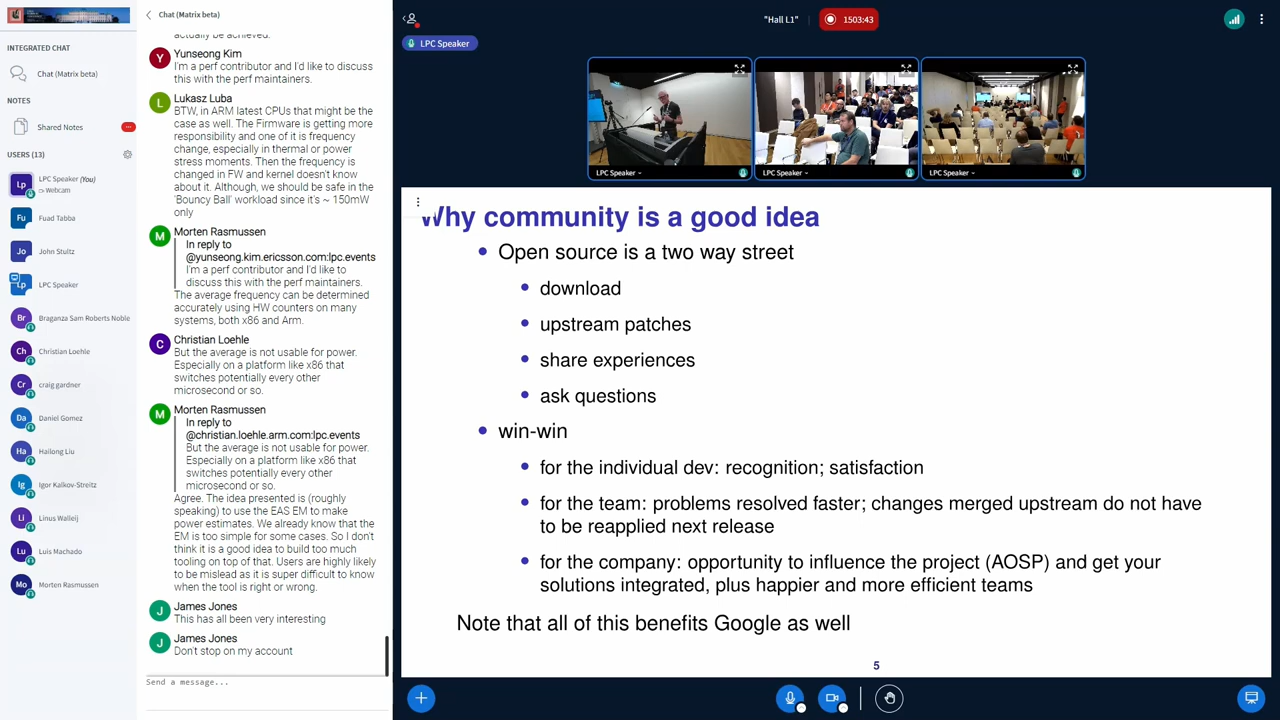 INTEGRATED CHAT
Chat (Matrix beta)
NOTES
Shared Notes
USERS (13)
Lp
LPC Speaker (You)
Webcam
Fu
Fuad Tabba
Jo
John Stultz
Lp
LPC Speaker
Br
Braganza Sam Roberts Noble
Ch
Christian Loehle
Cr
craig gardner
Da
Daniel Gomez
Ha
Hailong Liu
Ig
Igor Kalkov-Streitz
Li
Linus Walleij
Lu
Luis Machado
Mo
Morten Rasmussen
Chat (Matrix beta)
actually be achieved.
Y
Yunseong Kim
I'm a perf contributor and I'd like to discuss
this with the perf maintainers.
L
Lukasz Luba
BTW, in ARM latest CPUs that might be the
case as well. The Firmware is getting more
responsibility and one of it is frequency
change, especially in thermal or power
stress moments. Then the frequency is
changed in FW and kernel doesn't know
about it. Although, we should be safe in the
'Bouncy Ball' workload since it's ~ 150mW
only
M
Morten Rasmussen
In reply to
@yunseong.kim.ericsson.com:lpc.events
I'm a perf contributor and I'd like to
discuss this with the perf maintainers.
The average frequency can be determined
accurately using HW counters on many
systems, both x86 and Arm.
C
Christian Loehle
But the average is not usable for power.
Especially on a platform like x86 that
switches potentially every other
microsecond or so.
M
Morten Rasmussen
In reply to
@christian.loehle.arm.com:lpc.events
But the average is not usable for power.
Especially on a platform like x86 that
switches potentially every other
microsecond or so.
Agree. The idea presented is (roughly
speaking) to use the EAS EM to make
power estimates. We already know that the
EM is too simple for some cases. So I don't
think it is a good idea to build too much
tooling on top of that. Users are highly likely
to be mislead as it is super difficult to know
when the tool is right or wrong.
J
James Jones
This has all been very interesting
J
James Jones
Don't stop on my account
Send a message...
"Hall L1"
1503:43
LPC Speaker
LPC Speaker
LPC Speaker
LPC Speaker
Why community is a good idea
• Open source is a two way street
• download
• upstream patches
• share experiences
• ask questions
• win-win
• for the individual dev: recognition; satisfaction
• for the team: problems resolved faster; changes merged upstream do not have
to be reapplied next release
• for the company: opportunity to influence the project (AOSP) and get your
solutions integrated, plus happier and more efficient teams
Note that all of this benefits Google as well
5